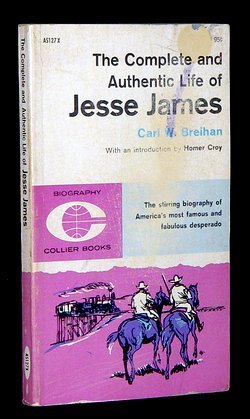 AS127X
95¢
The Complete and
Authentic Life of
Jesse James
Carl W. Breihan
With an introduction by Homer Croy
BIOGRAPHY
C
COLLIER BOOKS
The stirring biography of
America's most famous and
fabulous desperado
The Complete and Authentic Life of Jesse James
AS127X